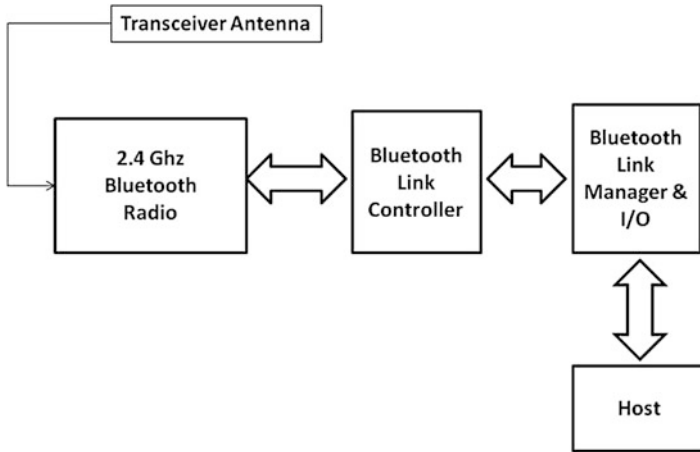 Transceiver Antenna
2.4 Ghz
Bluetooth
Radio
Bluetooth
Link
Controller
Bluetooth
Link
Manager &
I/O
Host